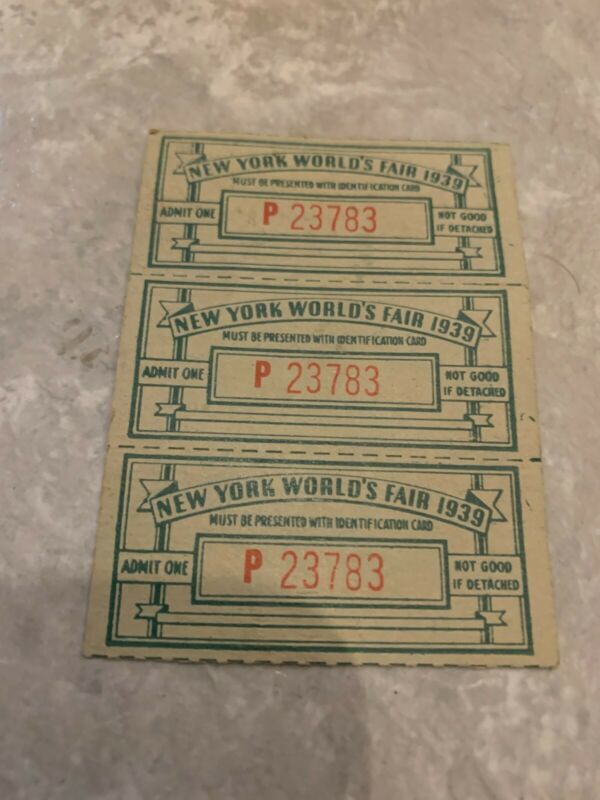 NEW YORK WORLD'S FAIR 1939
MUST BE PRESENTED WITH IDENTIFICATION CARD
ADMIT ONE
P 23783
NOT GOOD
IF DETACHED
NEW YORK WORLD'S FAIR 1939
MUST BE PRESENTED WITH IDENTIFICATION CARD
ADMIT ONE
P 23783
NOT GOOD
IF DETACHED
NEW YORK WORLD'S FAIR 1939
MUST BE PRESENTED WITH IDENTIFICATION CARD
ADMIT ONE
P 23783
NOT GOOD
IF DETACHED